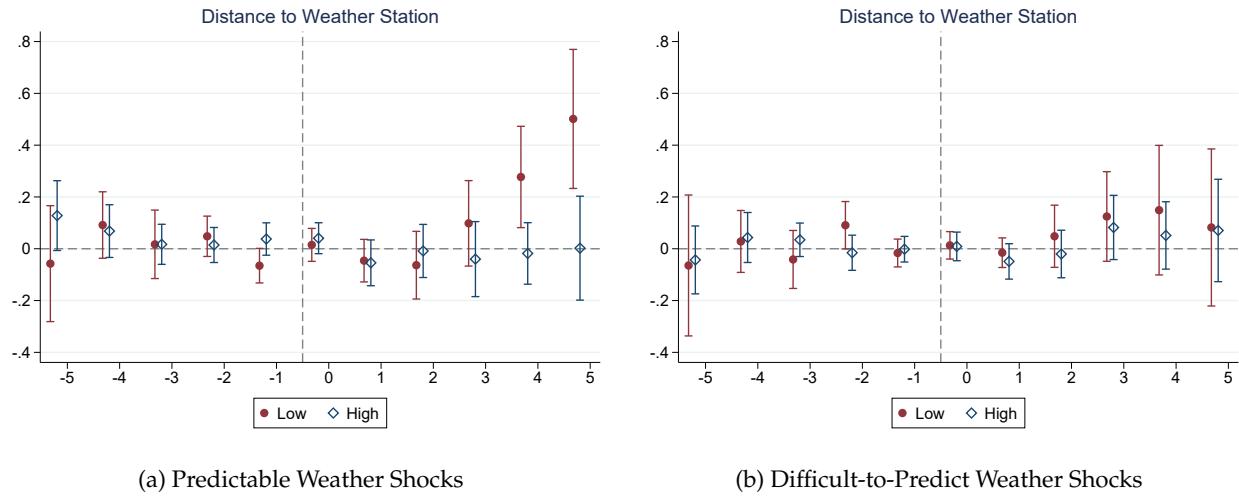 Distance to Weather Station
.8
.6
.4
.2
0
-.2
-.4
-5 -4 -3 -2 -1 0 1 2 3 4 5
Low High
(a) Predictable Weather Shocks
Distance to Weather Station
.8
.6
.4
.2
0
-.2
-.4
-5 -4 -3 -2 -1 0 1 2 3 4 5
Low High
(b) Difficult-to-Predict Weather Shocks